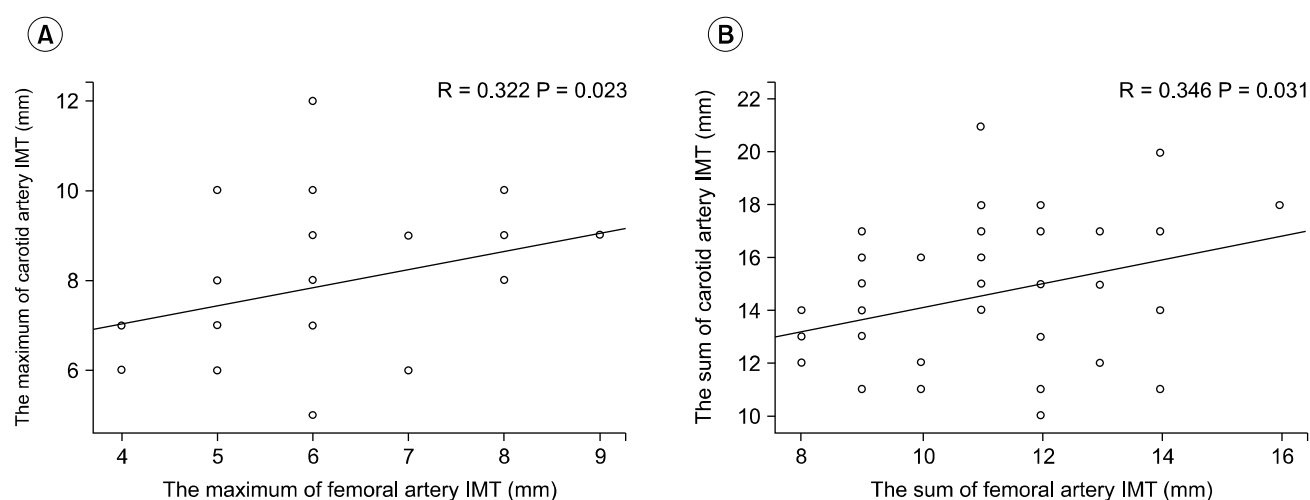 A
R = 0.322 P = 0.023
The maximum of carotid artery IMT (mm)
12
10
8
6
4 5 6 7 8 9
The maximum of femoral artery IMT (mm)
B
R = 0.346 P = 0.031
The sum of carotid artery IMT (mm)
22
20
18
16
14
12
10
8 10 12 14 16
The sum of femoral artery IMT (mm)